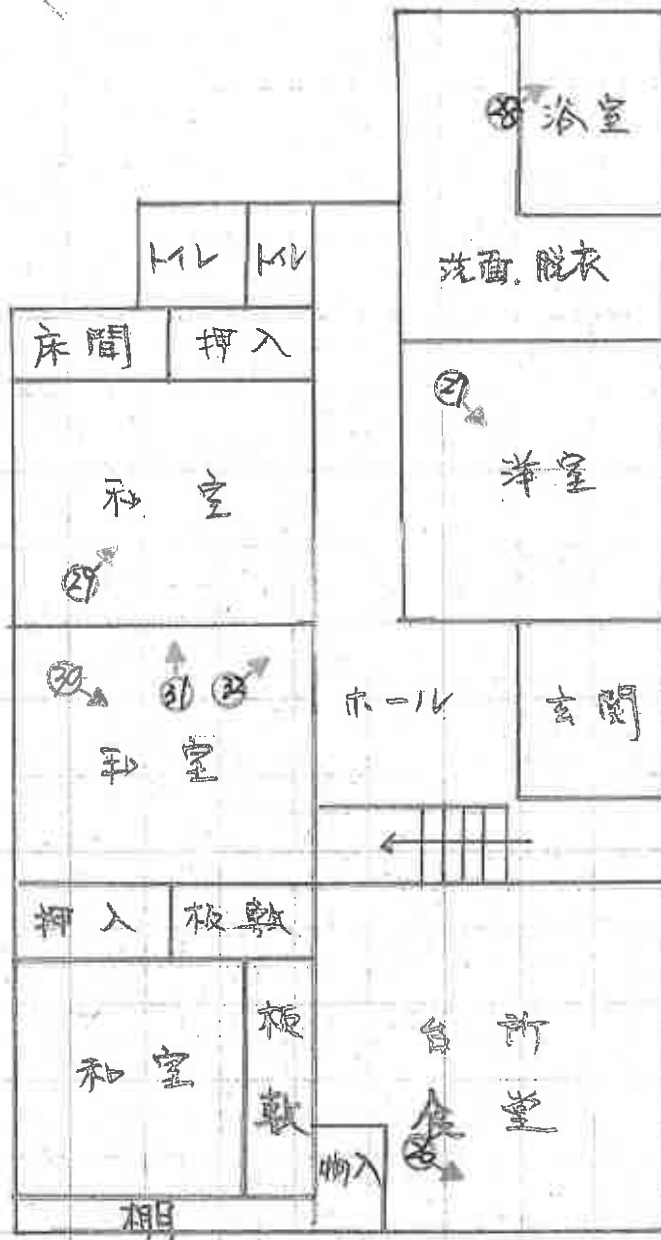 ㉘
浴室
トイレ
トイレ
洗面.脱衣
床間
押入
㉗
和室
洋室
㉙
㉚
㉛
㉜
ホール
玄関
和室
押入
板敷
和室
板敷
台所
食堂
㉖
物入
棚